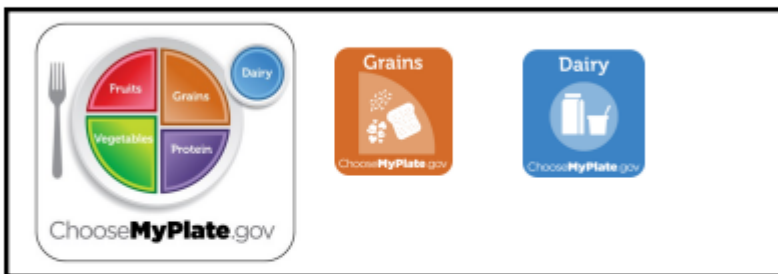 Fruits
Grains
Dairy
Vegetables
Protein
ChooseMyPlate.gov
Grains
ChooseMyPlate.gov
Dairy
ChooseMyPlate.gov